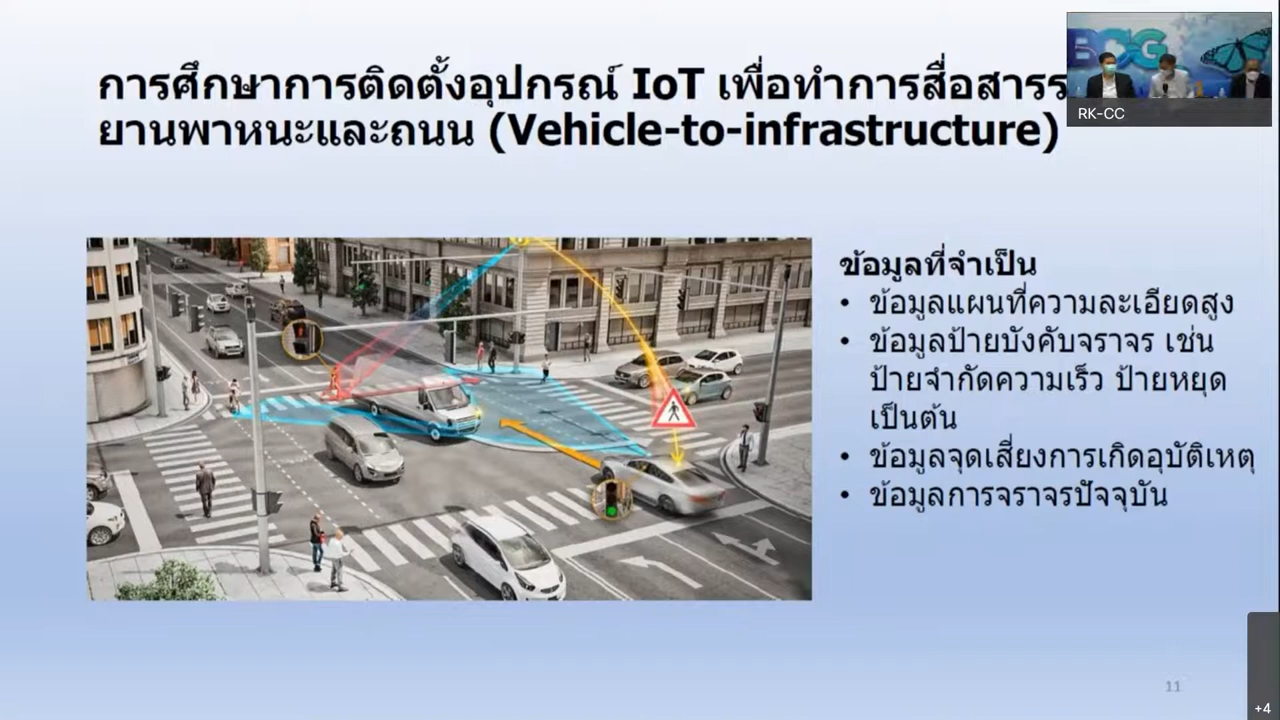 การศึกษาการติดตั้งอุปกรณ์ IoT เพื่อทำการสื่อสารร
ยานพาหนะและถนน (Vehicle-to-infrastructure)
BCG
RK-CC
ข้อมูลที่จำเป็น
• ข้อมูลแผนที่ความละเอียดสูง
• ข้อมูลป้ายบังคับจราจร เช่น
ป้ายจำกัดความเร็ว ป้ายหยุด
เป็นต้น
• ข้อมูลจุดเสี่ยงการเกิดอุบัติเหตุ
• ข้อมูลการจราจรปัจจุบัน
11
+4